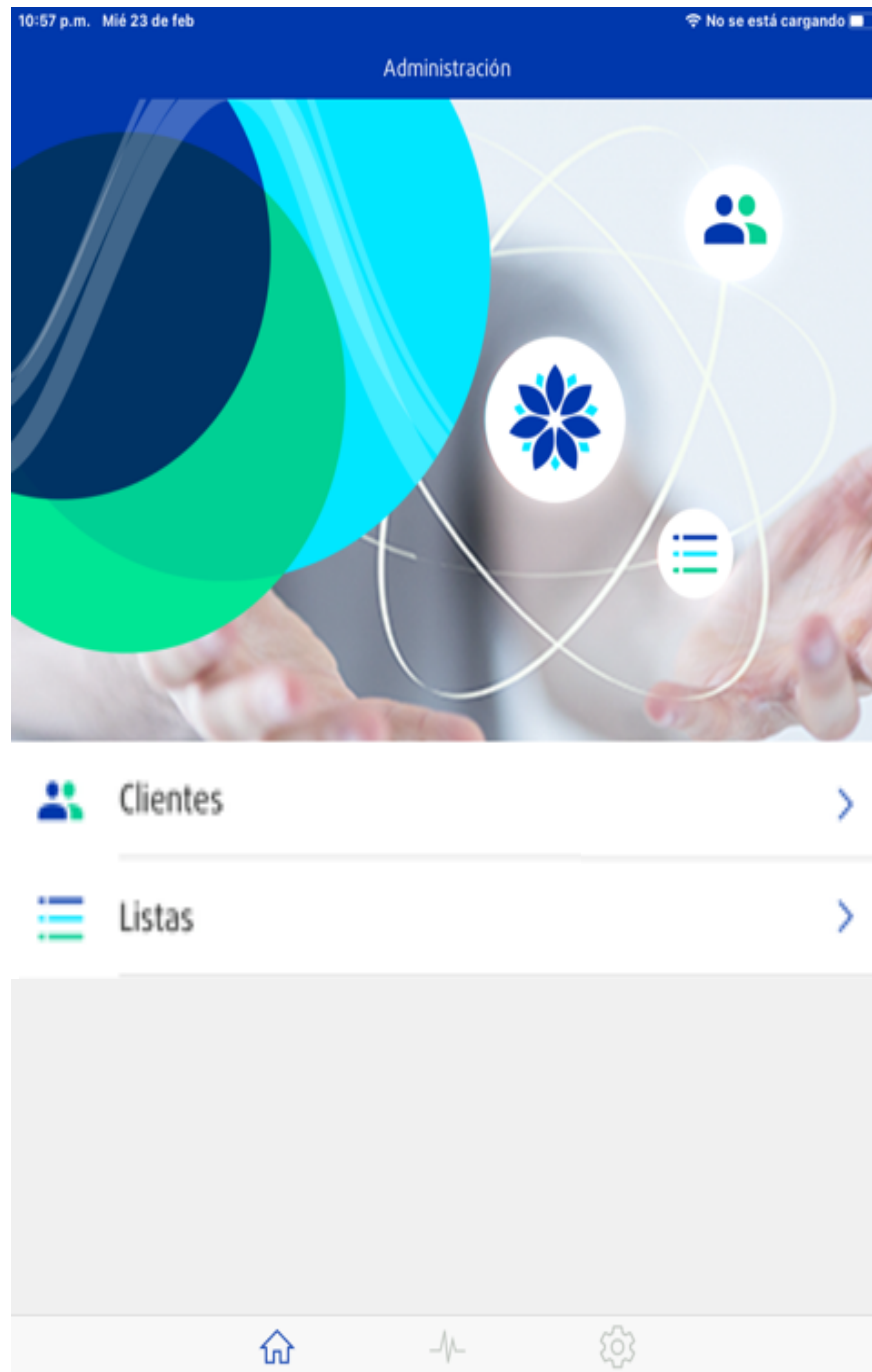 10:57 p.m. Mié 23 de feb No se está cargando
Administración
Clientes
Listas